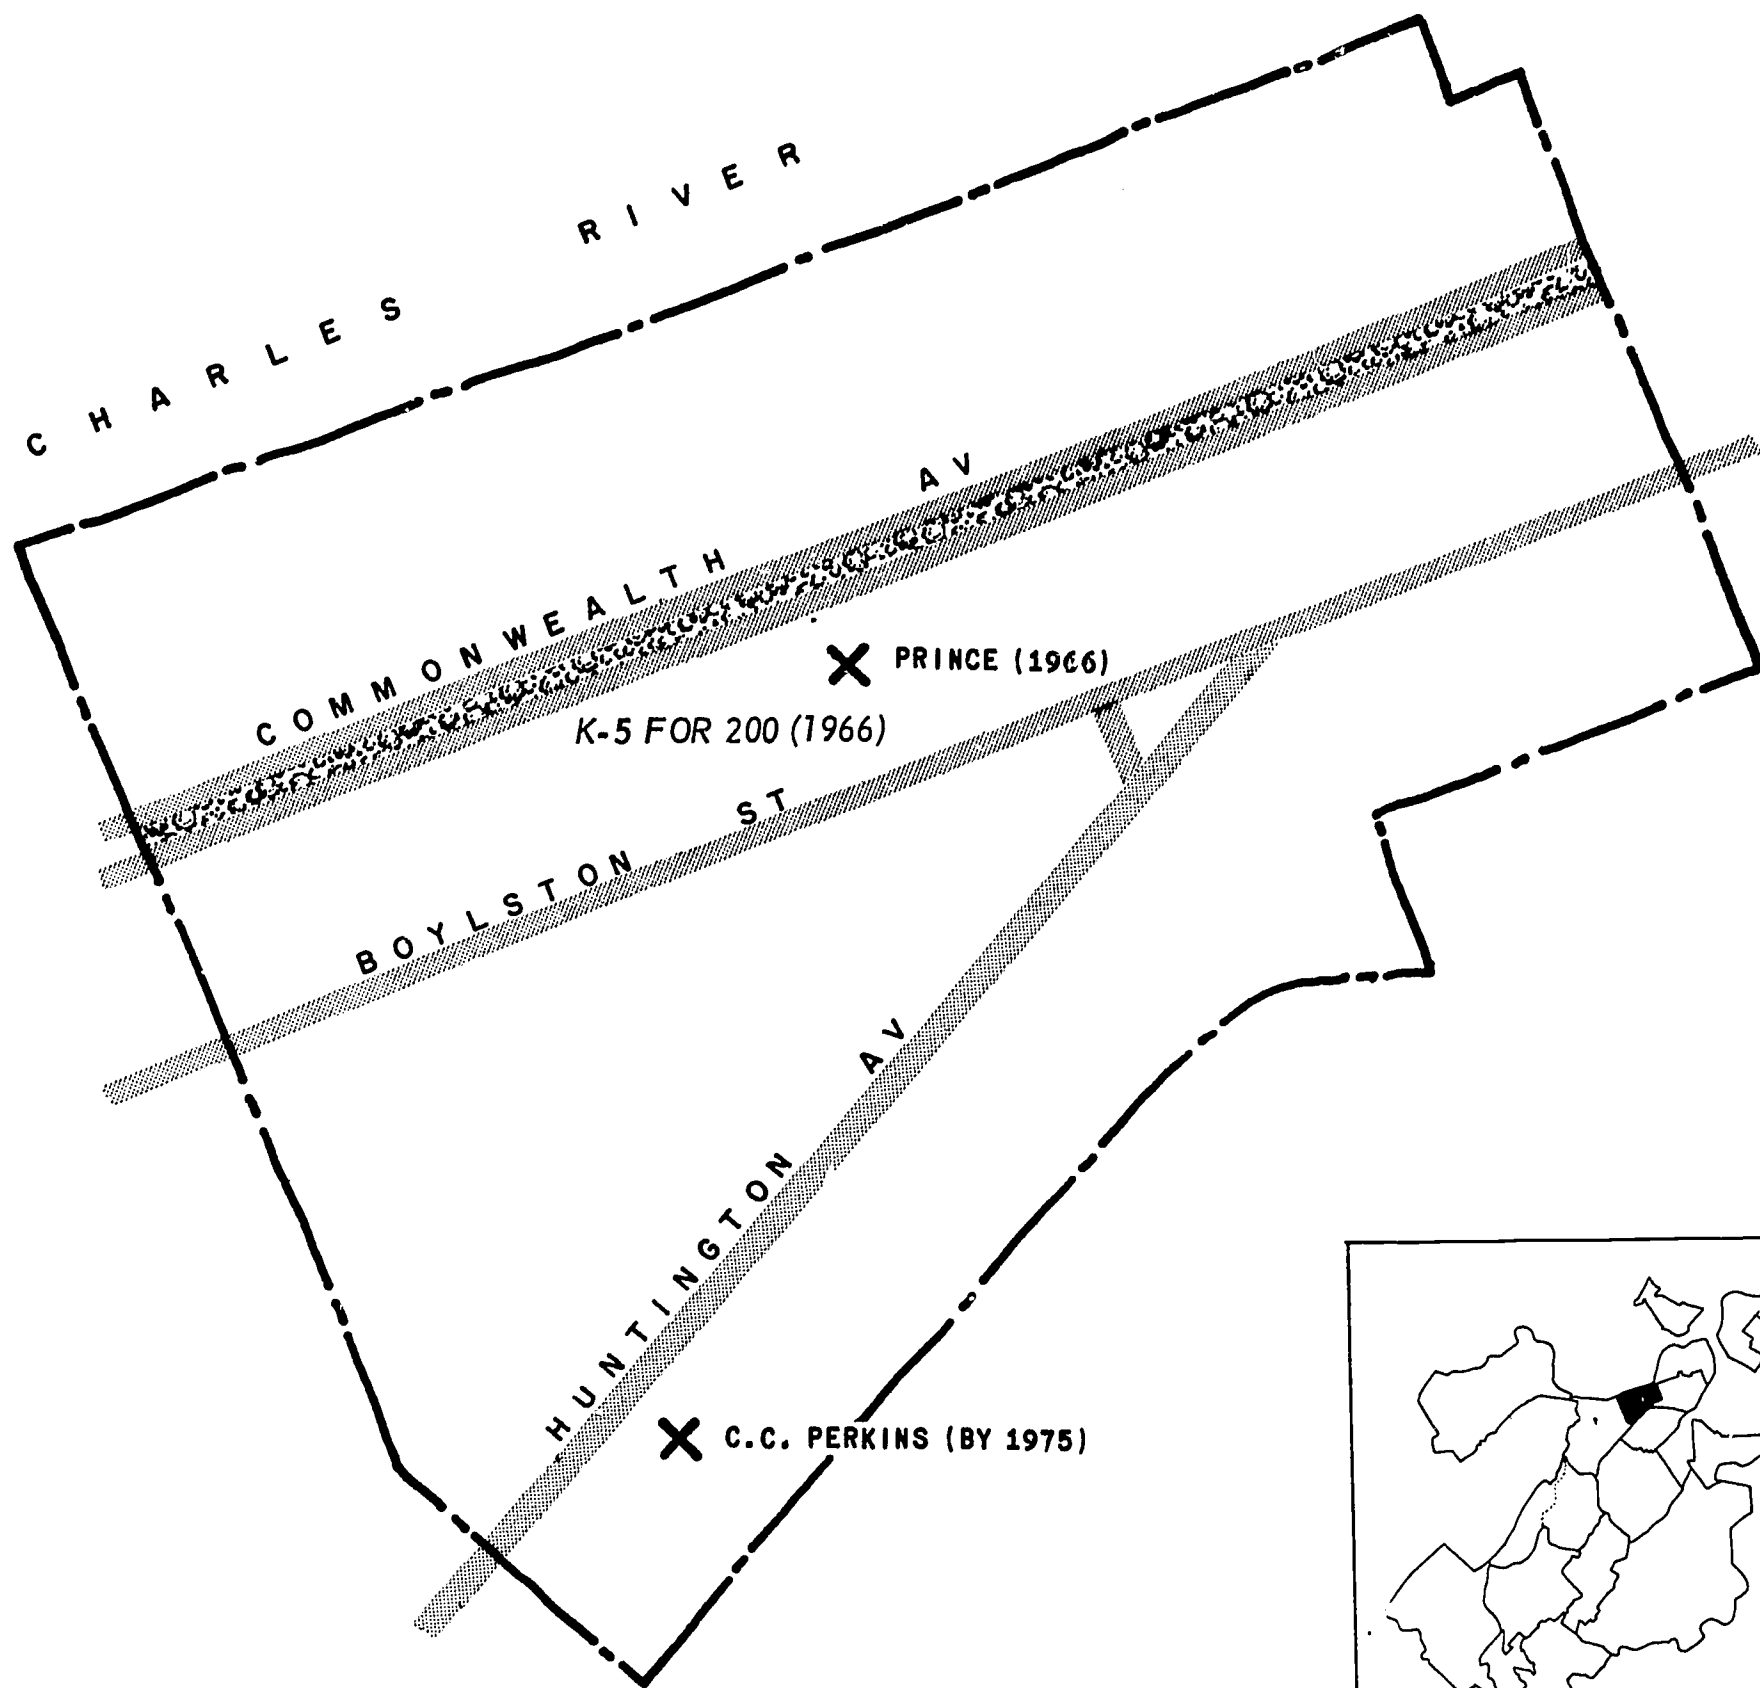 CHARLES RIVER
COMMONWEALTH AV
PRINCE (1966)
K-5 FOR 200 (1966)
BOYLSTON ST
HUNTINGTON AV
C.C. PERKINS (BY 1975)